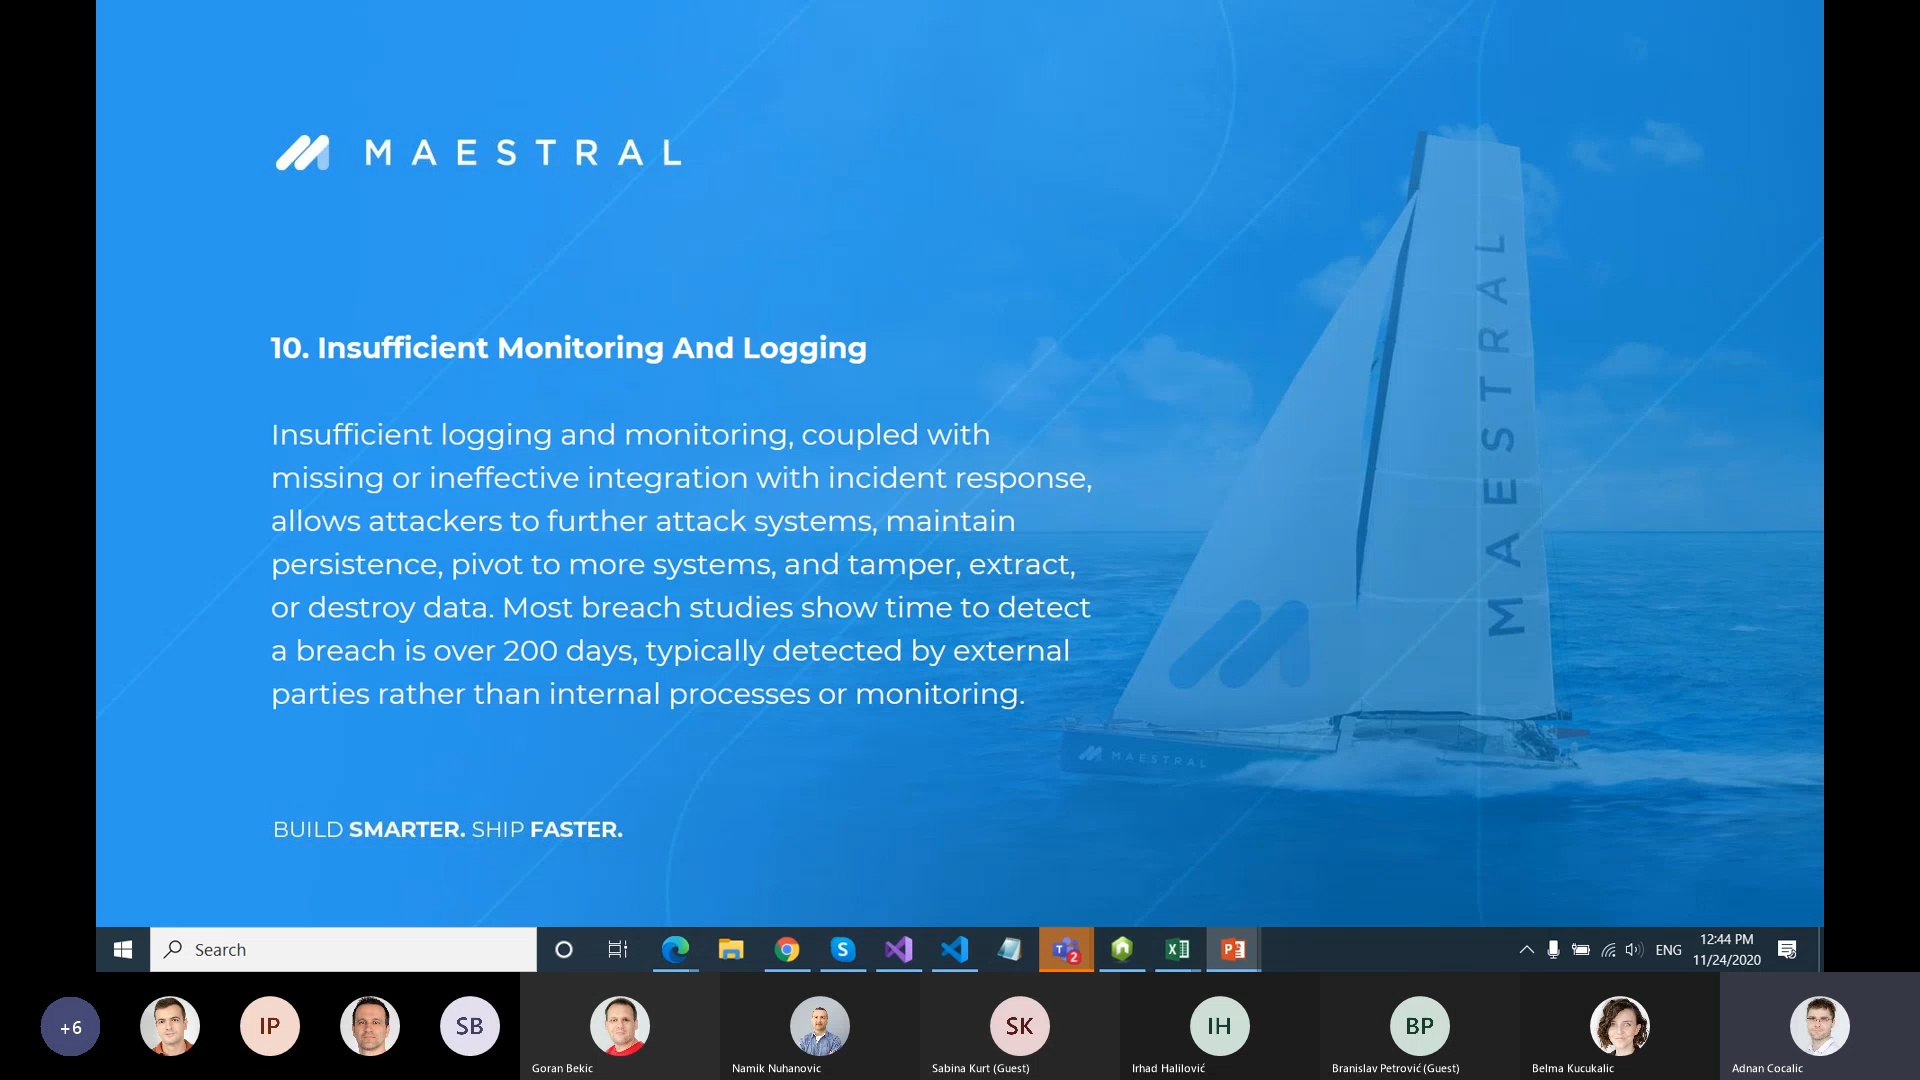 MAESTRAL
10. Insufficient Monitoring And Logging
Insufficient logging and monitoring, coupled with
missing or ineffective integration with incident response,
allows attackers to further attack systems, maintain
persistence, pivot to more systems, and tamper, extract,
or destroy data. Most breach studies show time to detect
a breach is over 200 days, typically detected by external
parties rather than internal processes or monitoring.
BUILD SMARTER. SHIP FASTER.
MAESTRAL
MAESTRAL
Search
2
ENG
12:44 PM
11/24/2020
+6
IP
SB
SK
IH
BP
Goran Bekic
Namik Nuhanovic
Sabina Kurt (Guest)
Irhad Halilović
Branislav Petrović (Guest)
Belma Kucukalic
Adnan Cocalic